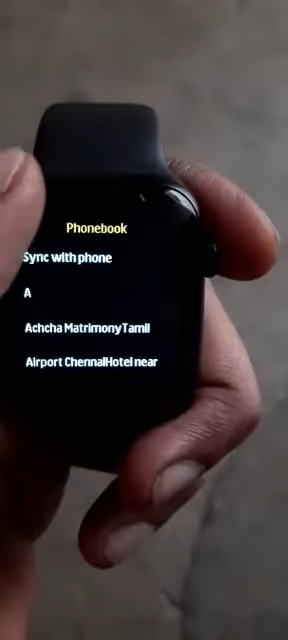 Phonebook
Sync with phone
A
Achcha MatrimonyTamil
Airport ChennaiHotel near